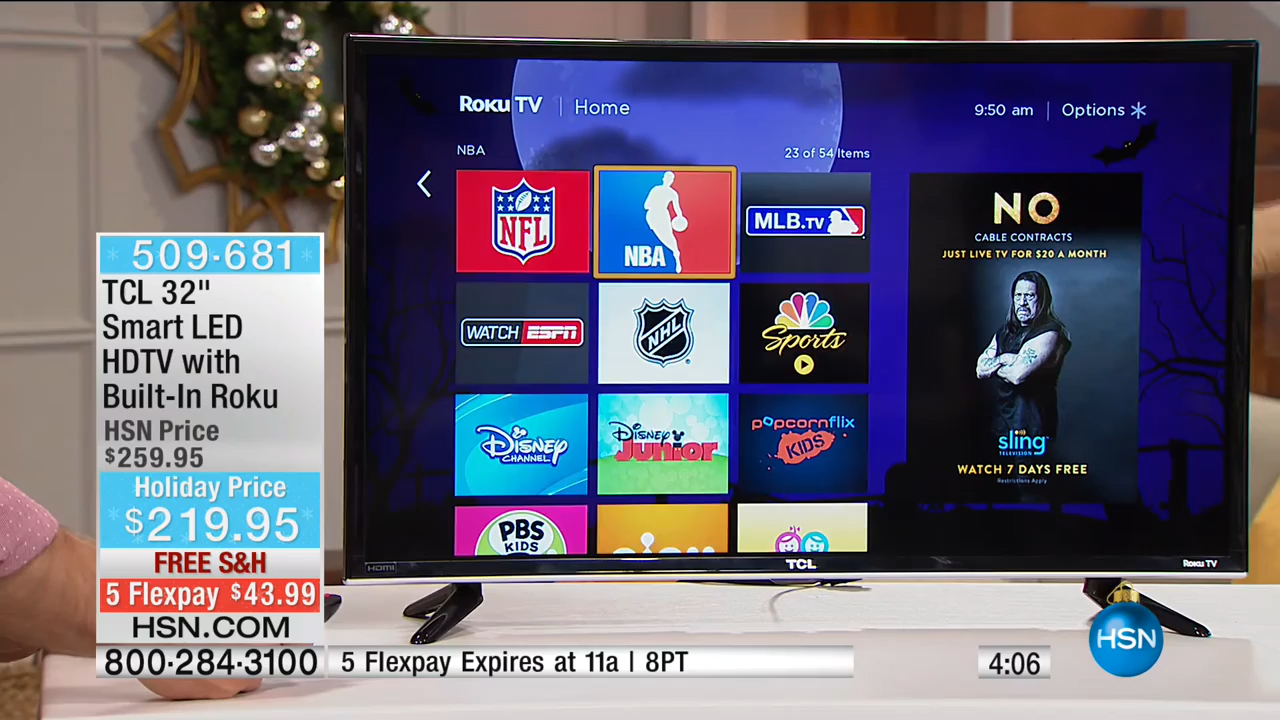 509·681
TCL 32"
Smart LED
HDTV with
Built-In Roku
HSN Price
$259.95
Holiday Price
$219.95
FREE S&H
5 Flexpay $43.99
HSN.COM
800·284·3100
5 Flexpay Expires at 11a | 8PT
4:06
HSN
Roku TV | Home
9:50 am | Options
NBA
23 of 54 Items
NFL
NBA
MLB.TV
WATCH ESPN
NHL
Sports
Disney
CHANNEL
Disney
Junior
popcornflix
KIDS
PBS
KIDS
NO
CABLE CONTRACTS
JUST LIVE TV FOR $20 A MONTH
sling
TELEVISION
WATCH 7 DAYS FREE
Restrictions Apply
HDMI
TCL
Roku TV